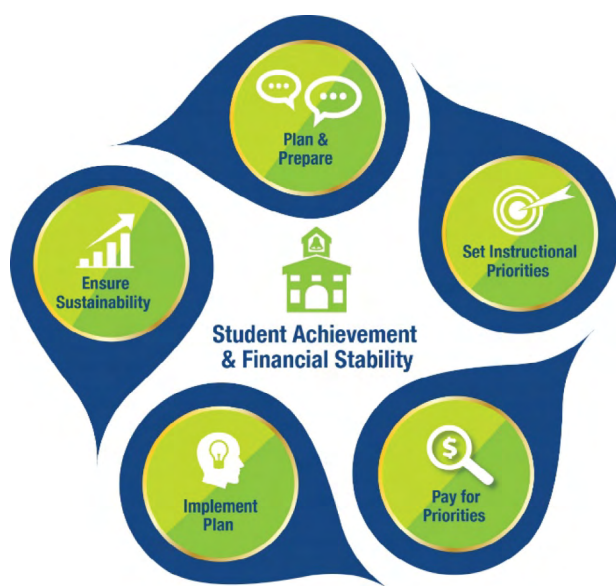 Plan &
Prepare
Set Instructional
Priorities
Pay for
Priorities
Implement
Plan
Ensure
Sustainability
Student Achievement
& Financial Stability
$